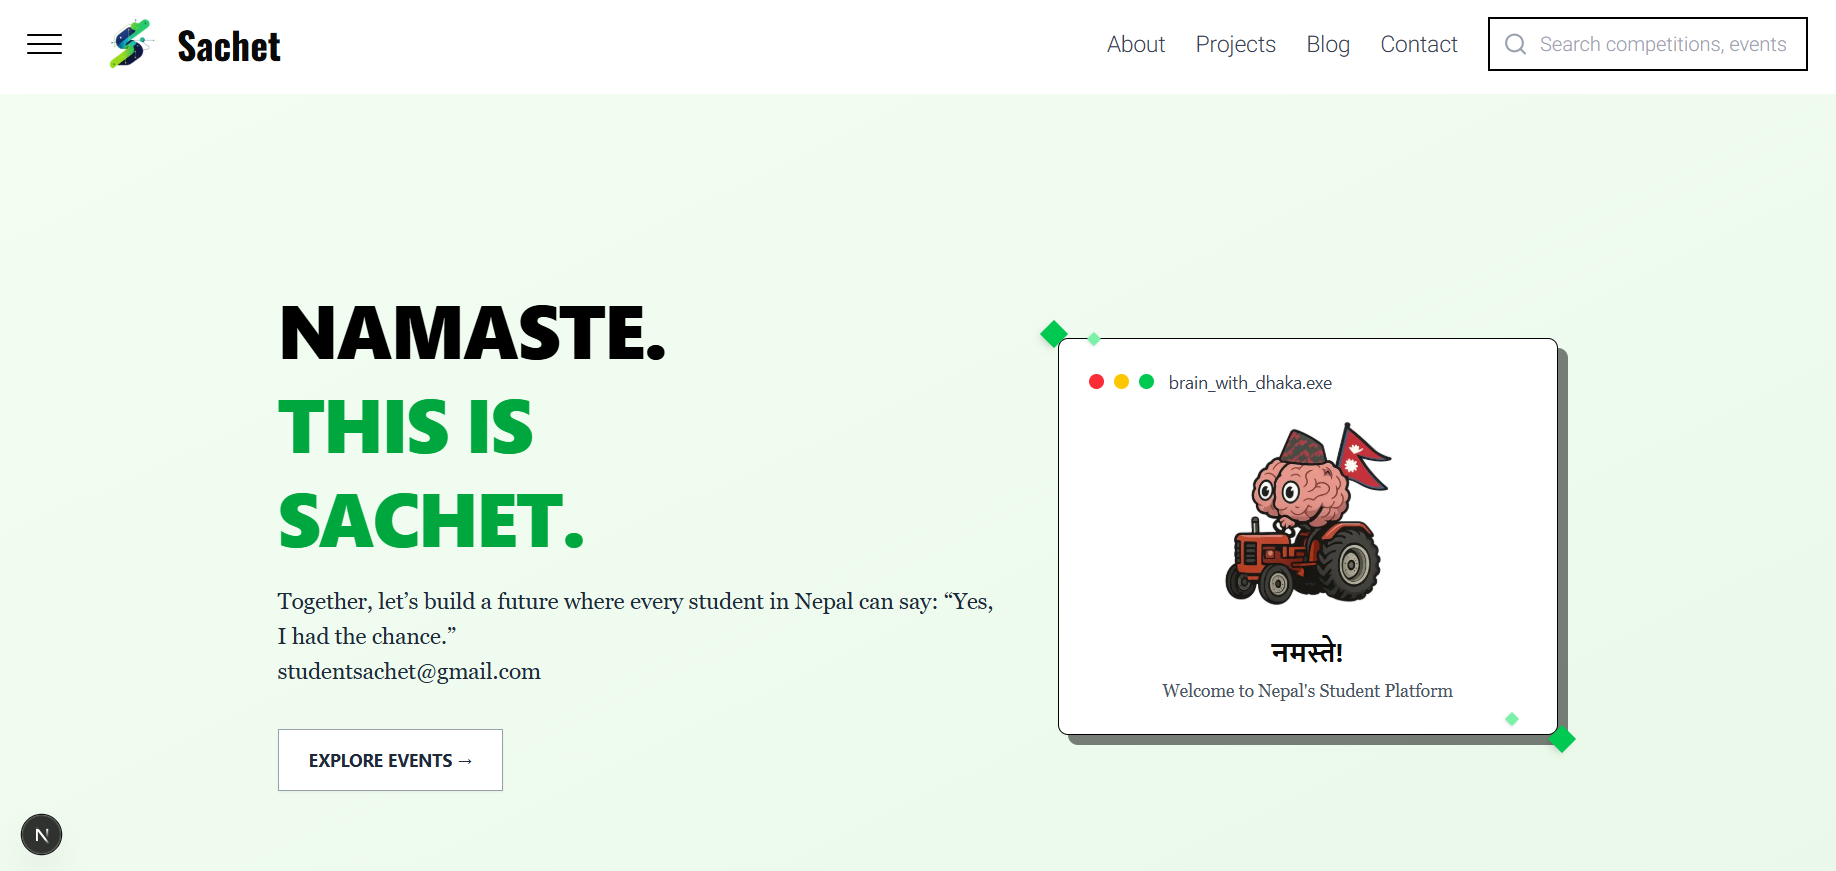 Sachet
About
Projects
Blog
Contact
Search competitions, events
NAMASTE.
THIS IS
SACHET.
Together, let’s build a future where every student in Nepal can say: “Yes,
I had the chance.”
studentsachet@gmail.com
EXPLORE EVENTS →
brain_with_dhaka.exe
नमस्ते!
Welcome to Nepal's Student Platform
N